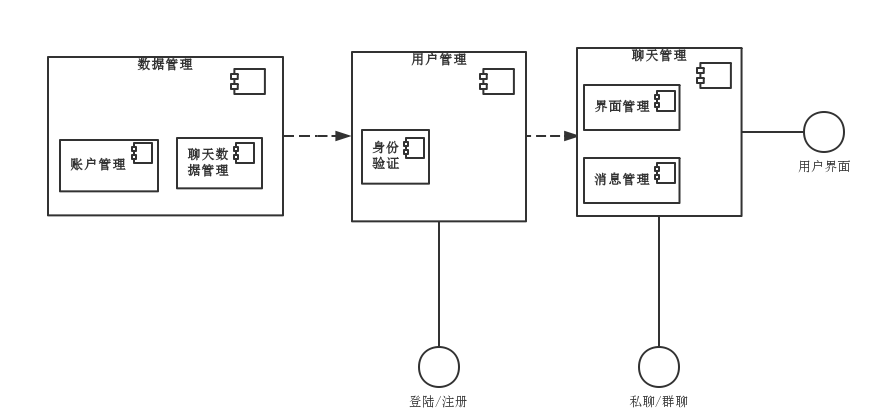 数据管理
账户管理
聊天数
据管理
用户管理
身份
验证
聊天管理
界面管理
消息管理
用户界面
登陆/注册
私聊/群聊